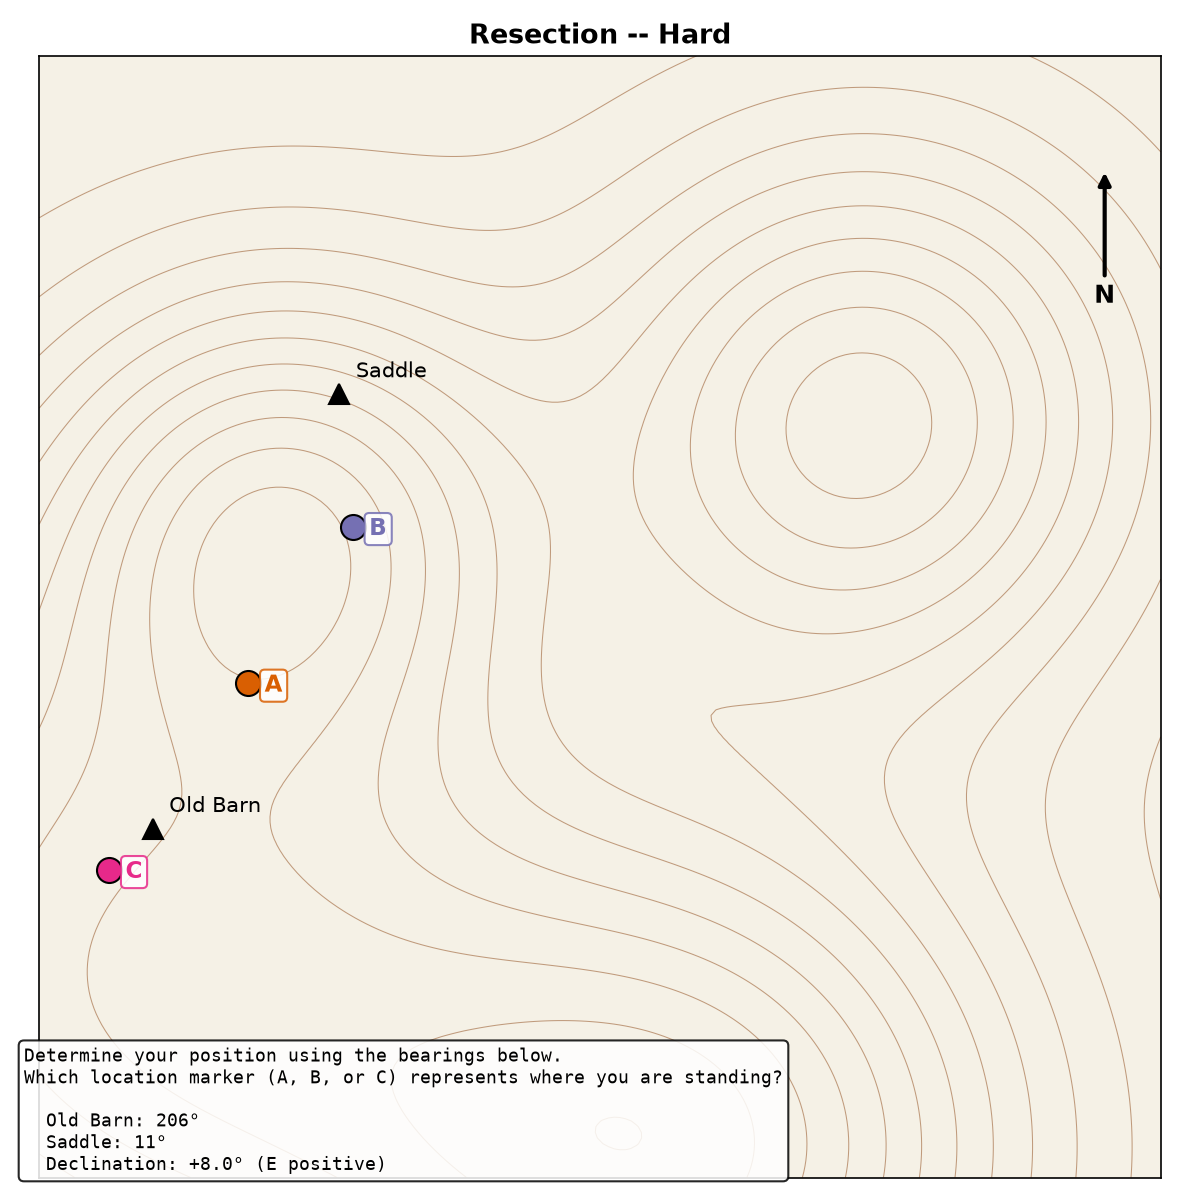 Resection -- Hard
N
Saddle
B
A
Old Barn
C
Determine your position using the bearings below.
Which location marker (A, B, or C) represents where you are standing?
Old Barn: 206°
Saddle: 11°
Declination: +8.0° (E positive)